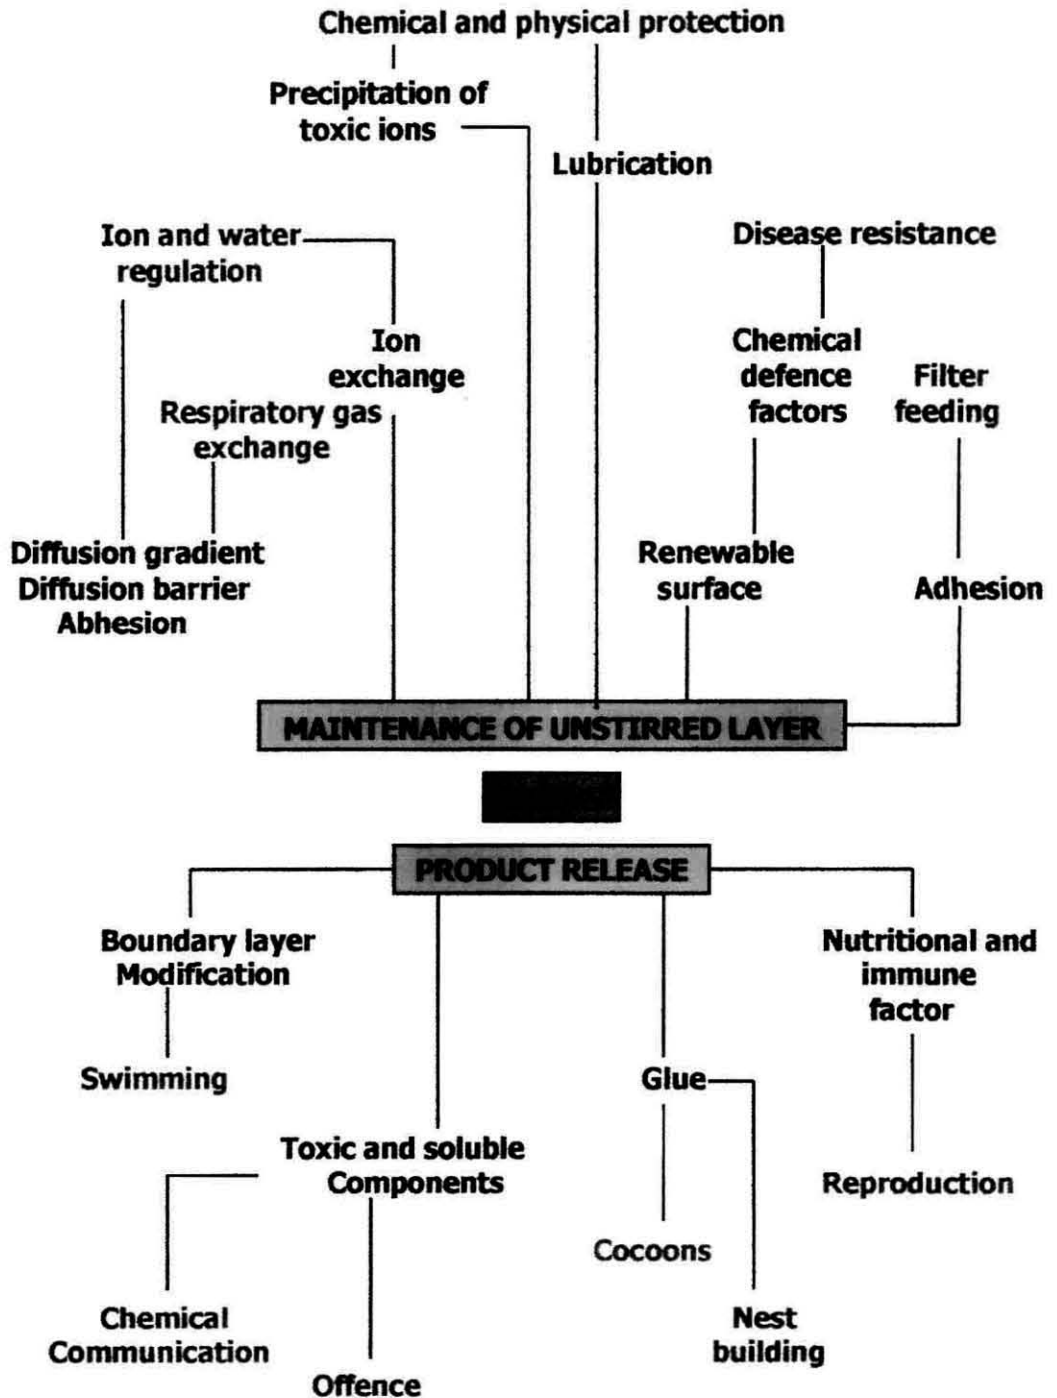 Chemical and physical protection
Precipitation of
toxic ions
Lubrication
Ion and water
regulation
Disease resistance
Ion
exchange
Chemical
defence
factors
Filter
feeding
Respiratory gas
exchange
Diffusion gradient
Diffusion barrier
Abhesion
Renewable
surface
Adhesion
MAINTENANCE OF UNSTIRRED LAYER
PRODUCT RELEASE
Boundary layer
Modification
Nutritional and
immune
factor
Swimming
Glue
Toxic and soluble
Components
Reproduction
Cocoons
Chemical
Communication
Nest
building
Offence